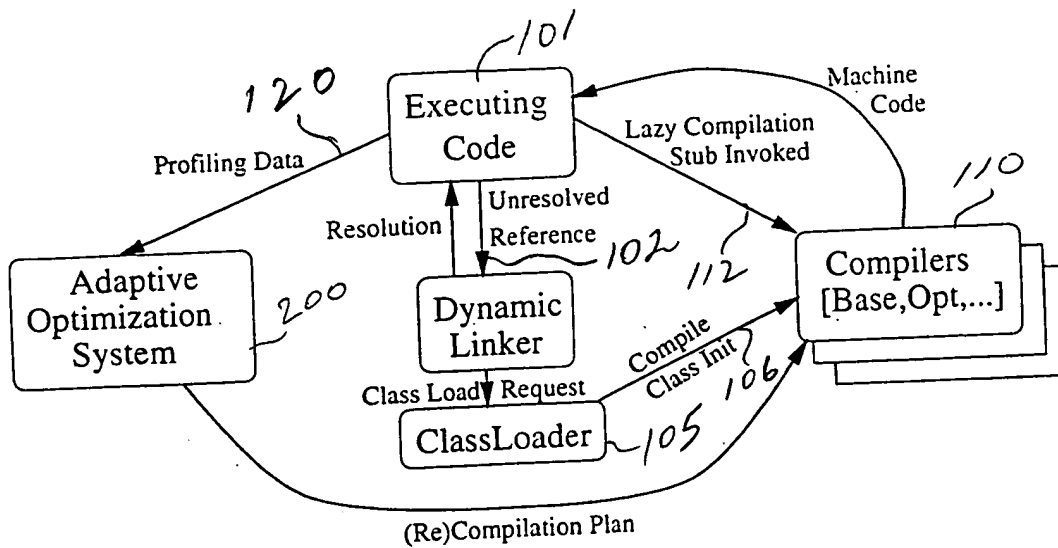 101
120
Executing
Code
Machine
Code
Profiling Data
Lazy Compilation
Stub Invoked
110
Resolution
Unresolved
Reference
102
112
Adaptive
Optimization
System
200
Dynamic
Linker
Compilers
[Base,Opt,...]
Compile
Class Init
106
Class Load Request
ClassLoader
105
(Re)Compilation Plan